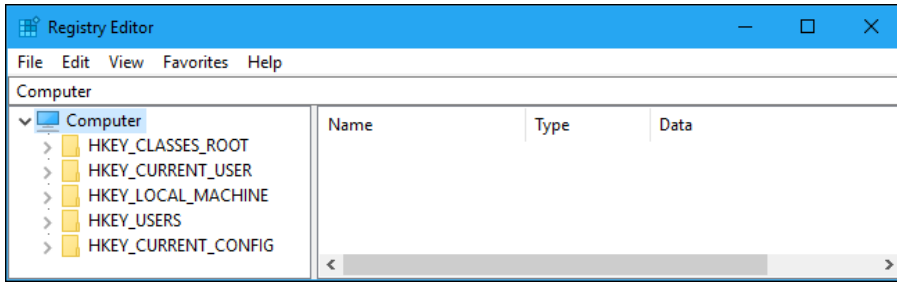 Registry Editor
File Edit View Favorites Help
Computer
Computer
HKEY_CLASSES_ROOT
HKEY_CURRENT_USER
HKEY_LOCAL_MACHINE
HKEY_USERS
HKEY_CURRENT_CONFIG
Name Type Data